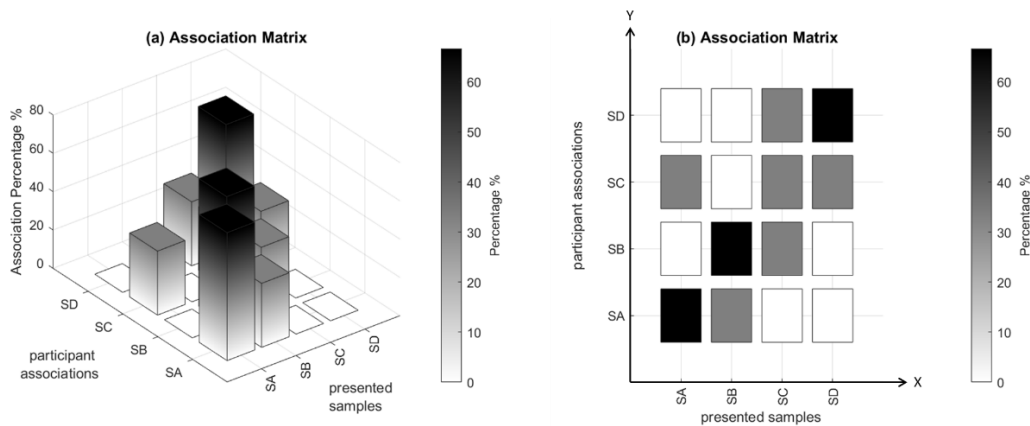 (a) Association Matrix
Association Percentage %
80
60
40
20
0
SD
SC
SB
SA
participant
associations
SA
SB
SC
SD
presented
samples
60
50
40
30
20
10
0
Percentage %
(b) Association Matrix
Y
participant associations
SD
SC
SB
SA
SA
SB
SC
SD
X
presented samples
60
50
40
30
20
10
0
Percentage %